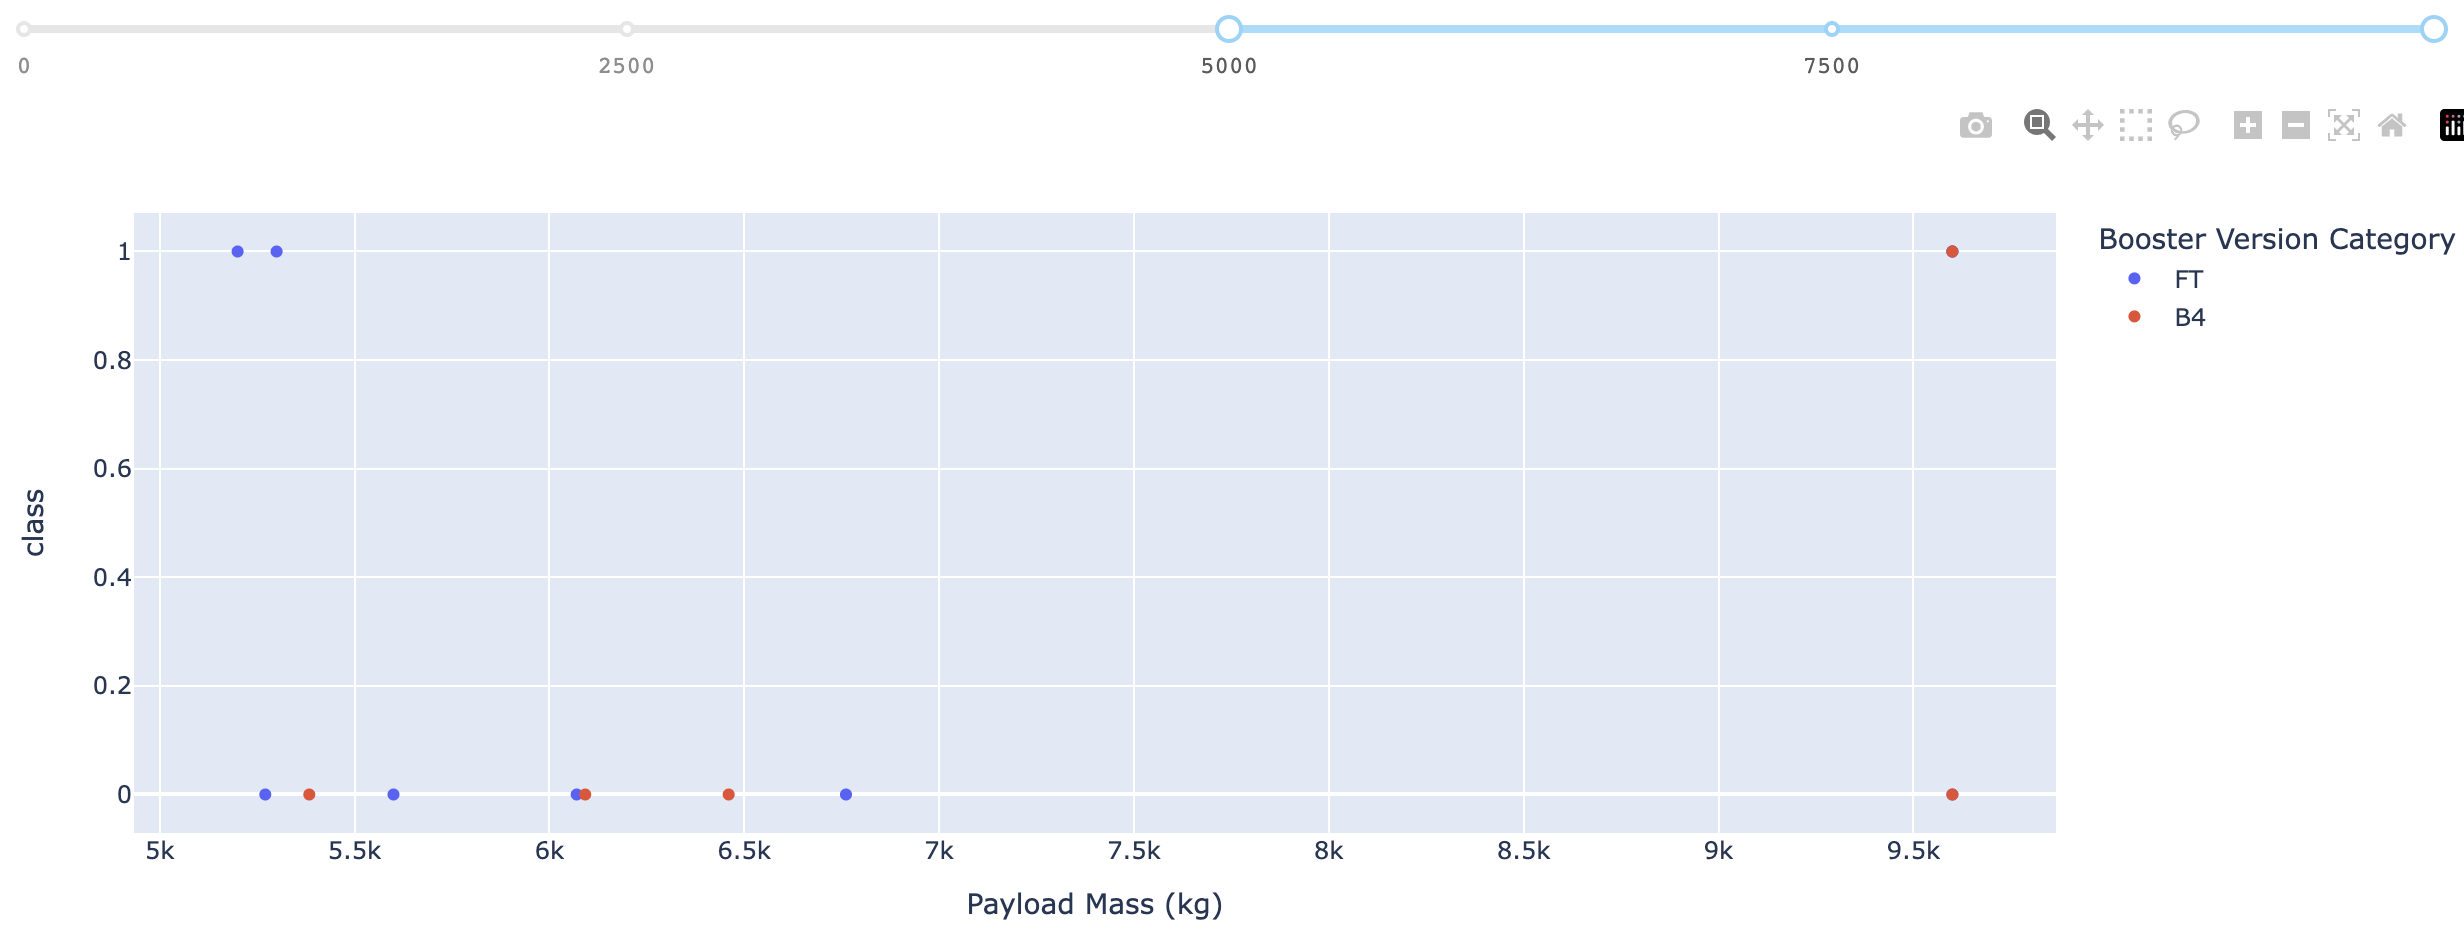 0 2500 5000 7500
Booster Version Category
FT
B4
1
0.8
0.6
0.4
0.2
0
class
5k 5.5k 6k 6.5k 7k 7.5k 8k 8.5k 9k 9.5k
Payload Mass (kg)